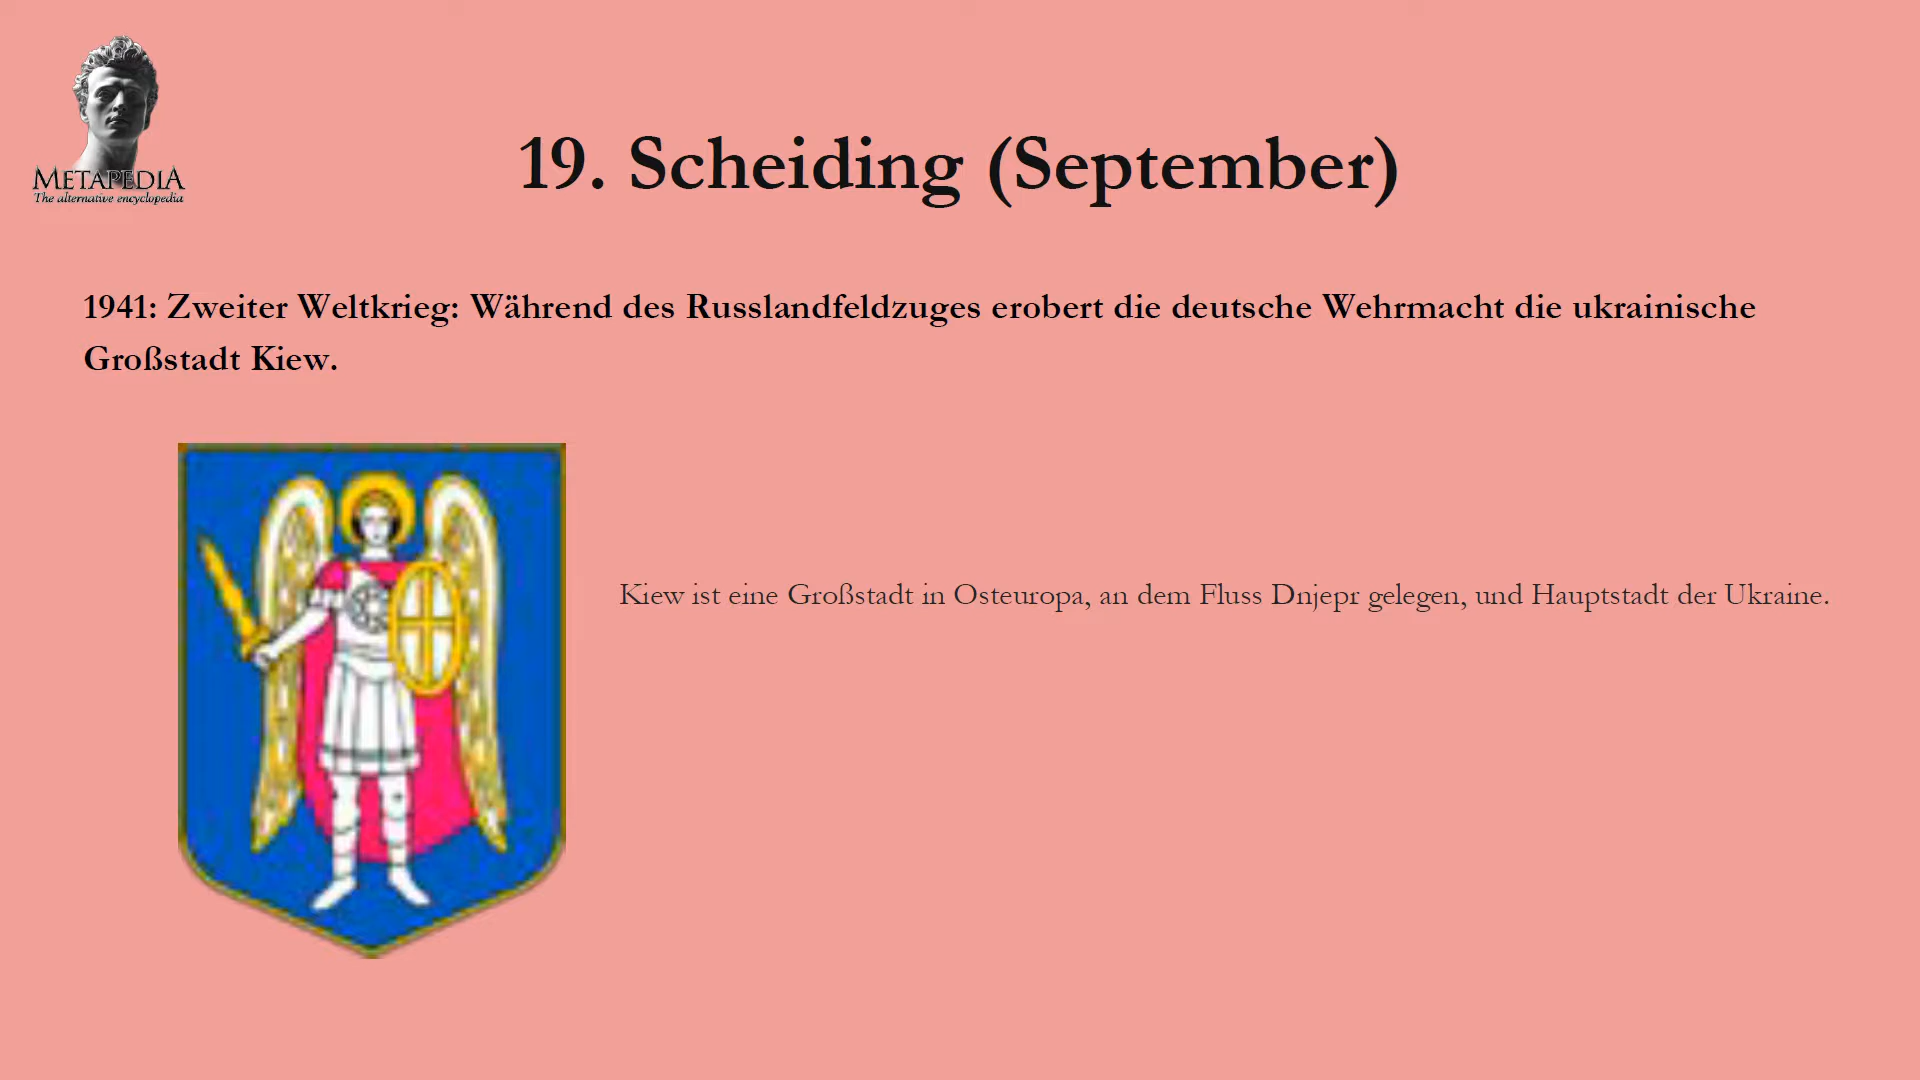 METAPEDIA
The alternative encyclopedia
19. Scheiding (September)
1941: Zweiter Weltkrieg: Während des Russlandfeldzuges erobert die deutsche Wehrmacht die ukrainische
Großstadt Kiew.
Kiew ist eine Großstadt in Osteuropa, an dem Fluss Dnjepr gelegen, und Hauptstadt der Ukraine.